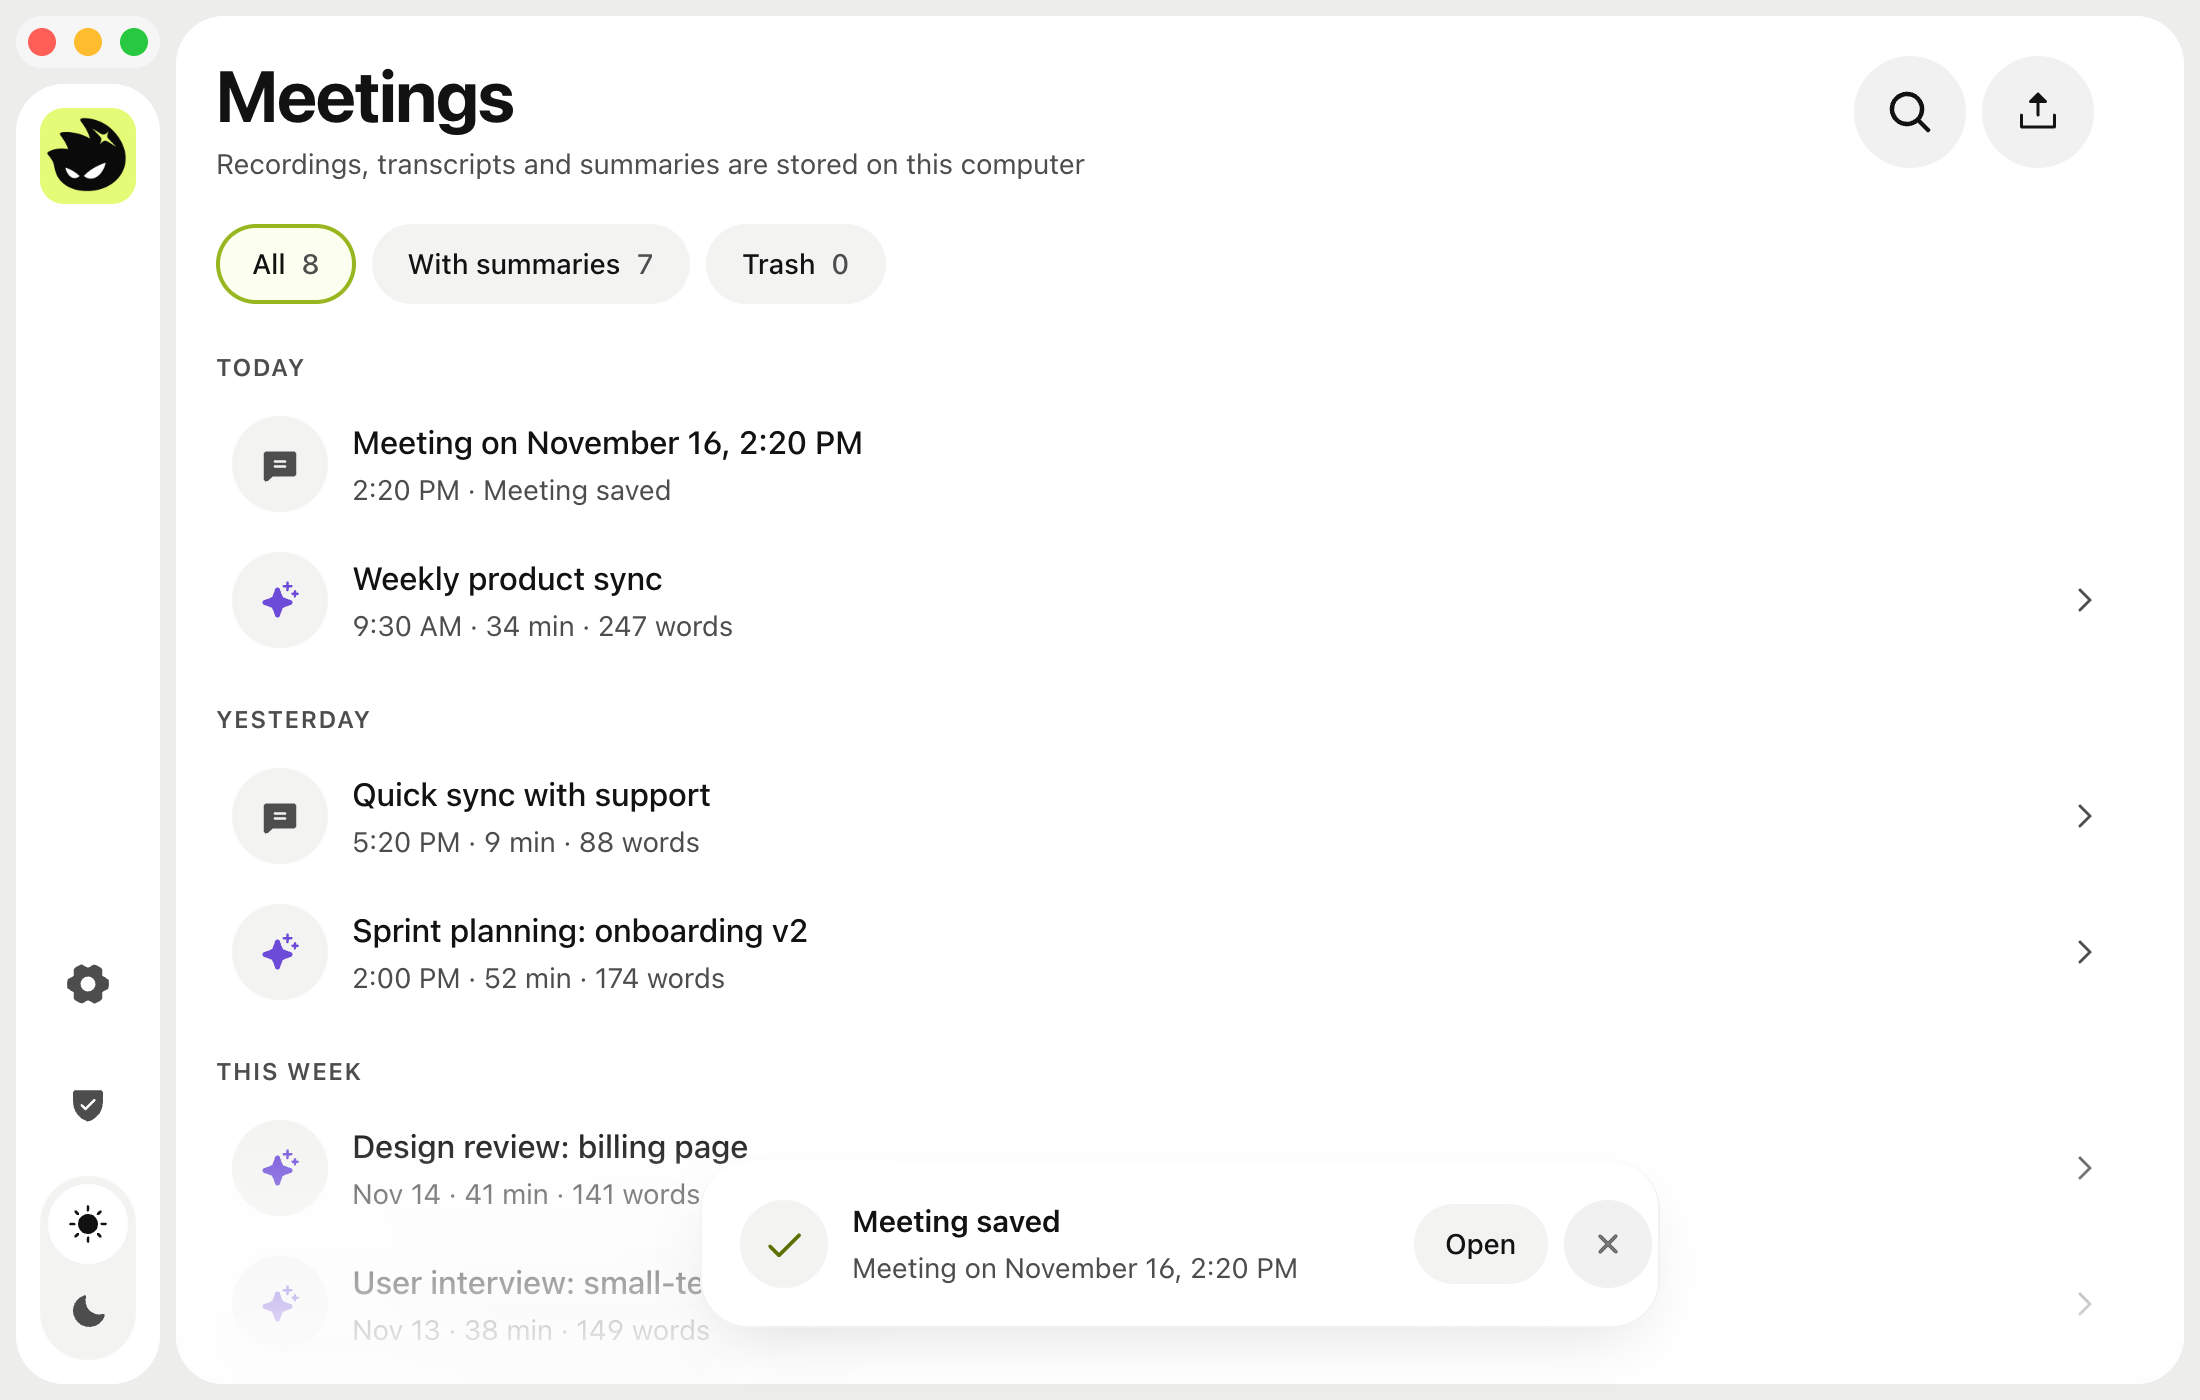 Meetings
Recordings, transcripts and summaries are stored on this computer
All 8
With summaries 7
Trash 0
TODAY
Meeting on November 16, 2:20 PM
2:20 PM · Meeting saved
Weekly product sync
9:30 AM · 34 min · 247 words
YESTERDAY
Quick sync with support
5:20 PM · 9 min · 88 words
Sprint planning: onboarding v2
2:00 PM · 52 min · 174 words
THIS WEEK
Design review: billing page
Nov 14 · 41 min · 141 words
User interview:
Nov 13 · 38 min · 149 words
Meeting saved
Meeting on November 16, 2:20 PM
Open